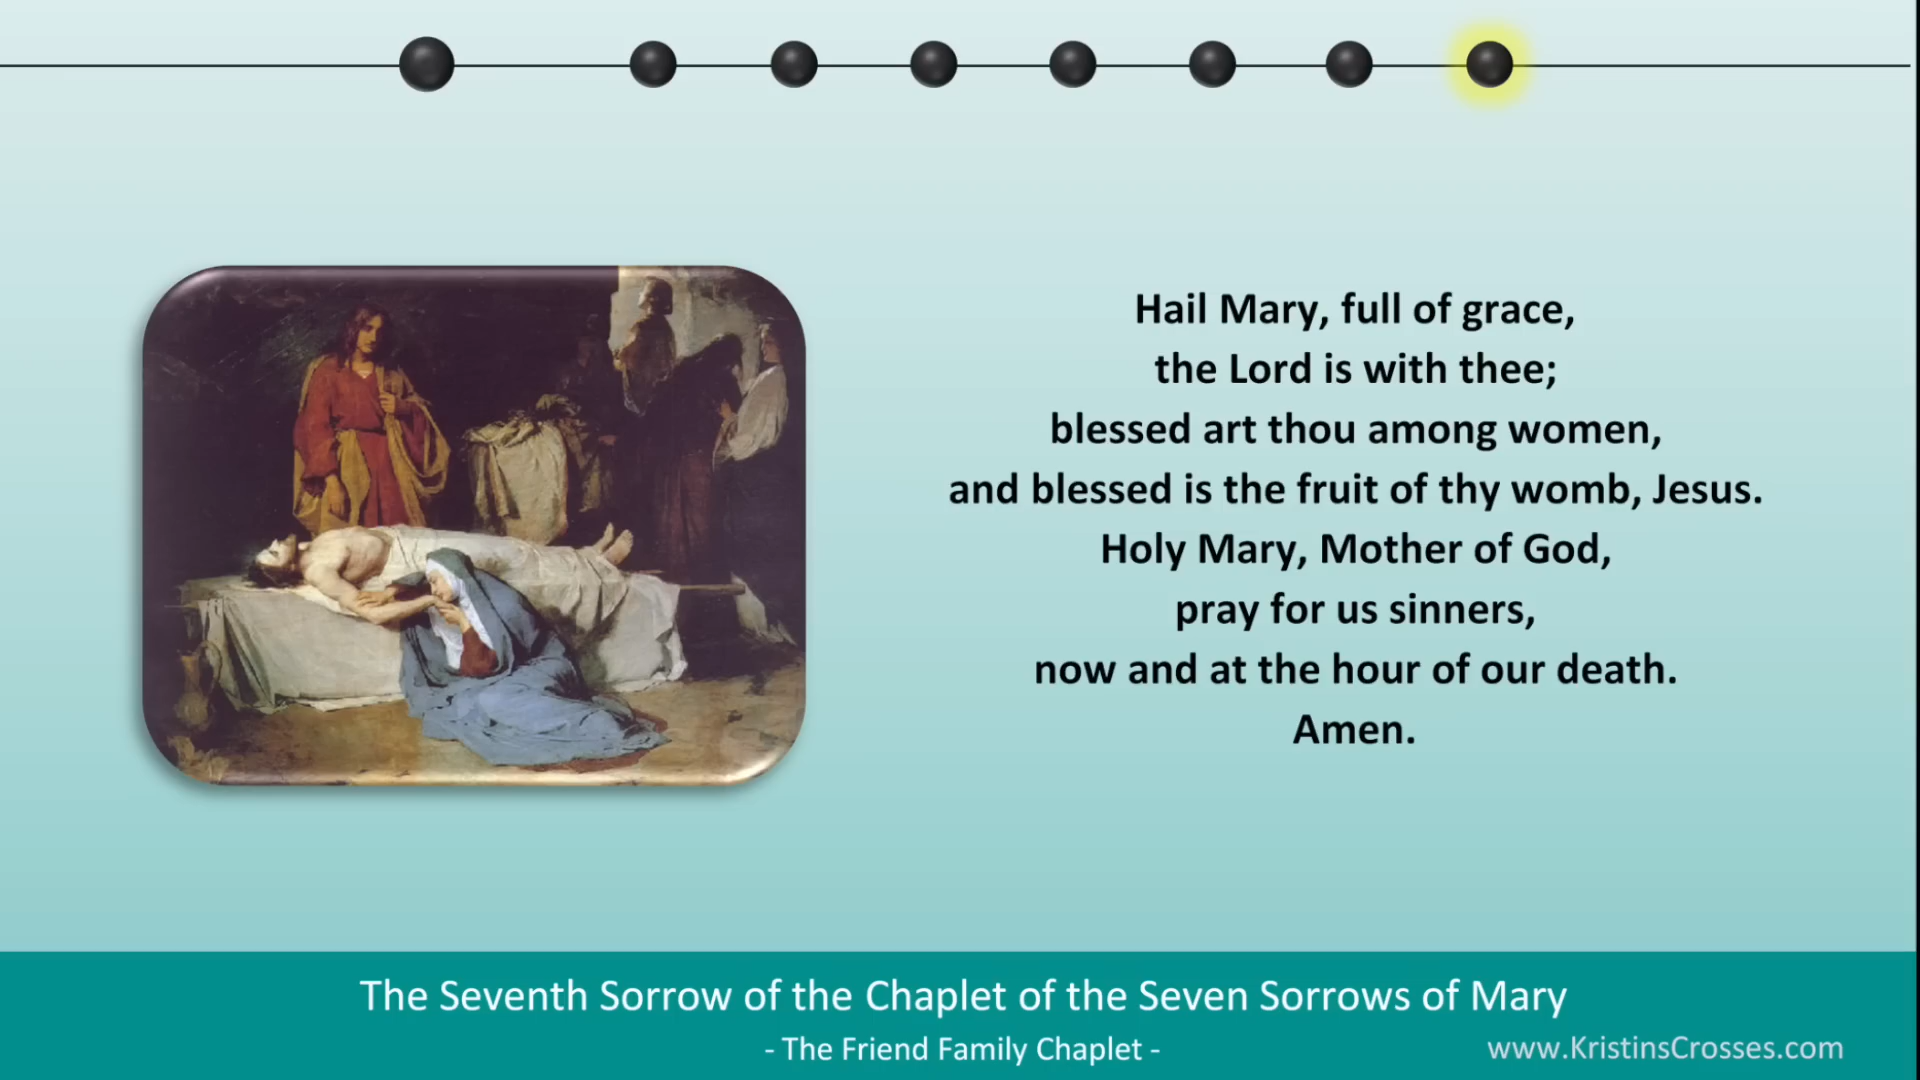 Hail Mary, full of grace,
the Lord is with thee;
blessed art thou among women,
and blessed is the fruit of thy womb, Jesus.
Holy Mary, Mother of God,
pray for us sinners,
now and at the hour of our death.
Amen.
The Seventh Sorrow of the Chaplet of the Seven Sorrows of Mary
- The Friend Family Chaplet -
www.KristinsCrosses.com